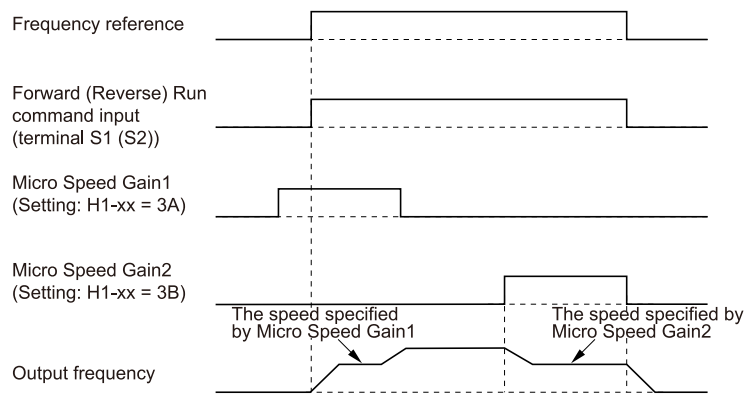 Frequency reference
Forward (Reverse) Run
command input
(terminal S1 (S2))
Micro Speed Gain1
(Setting: H1-xx = 3A)
Micro Speed Gain2
(Setting: H1-xx = 3B)
The speed specified
by Micro Speed Gain1
The speed specified by
Micro Speed Gain2
Output frequency